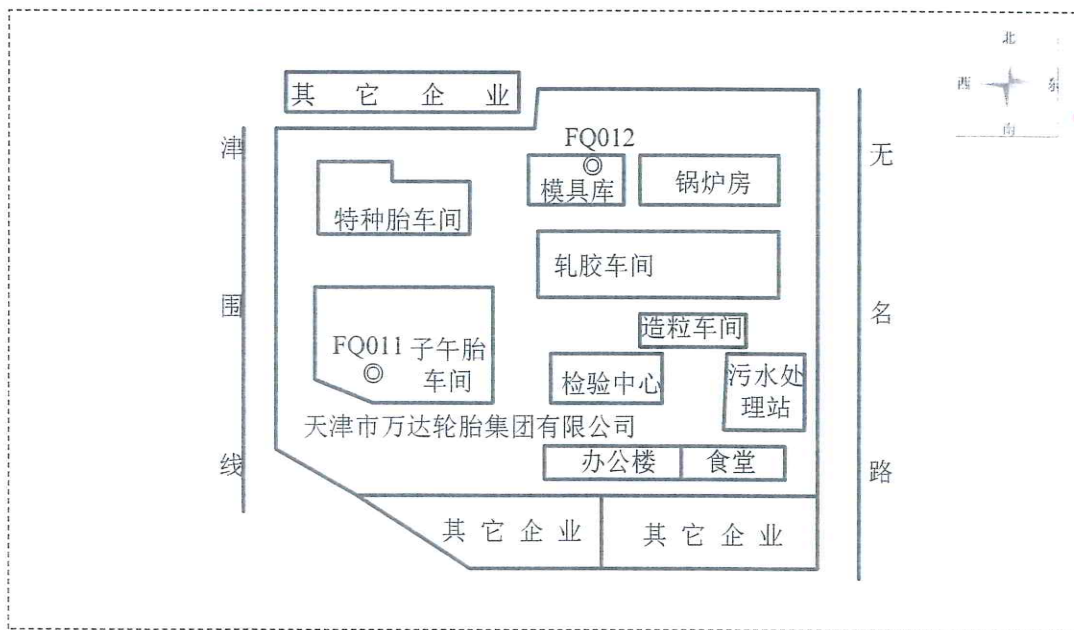 北
西 东
南
其它企业
津围线
无名路
FQ012
模具库
锅炉房
特种胎车间
轧胶车间
造粒车间
FQ011 子午胎
车间
检验中心
污水处
理站
天津市万达轮胎集团有限公司
办公楼
食堂
其它企业
其它企业